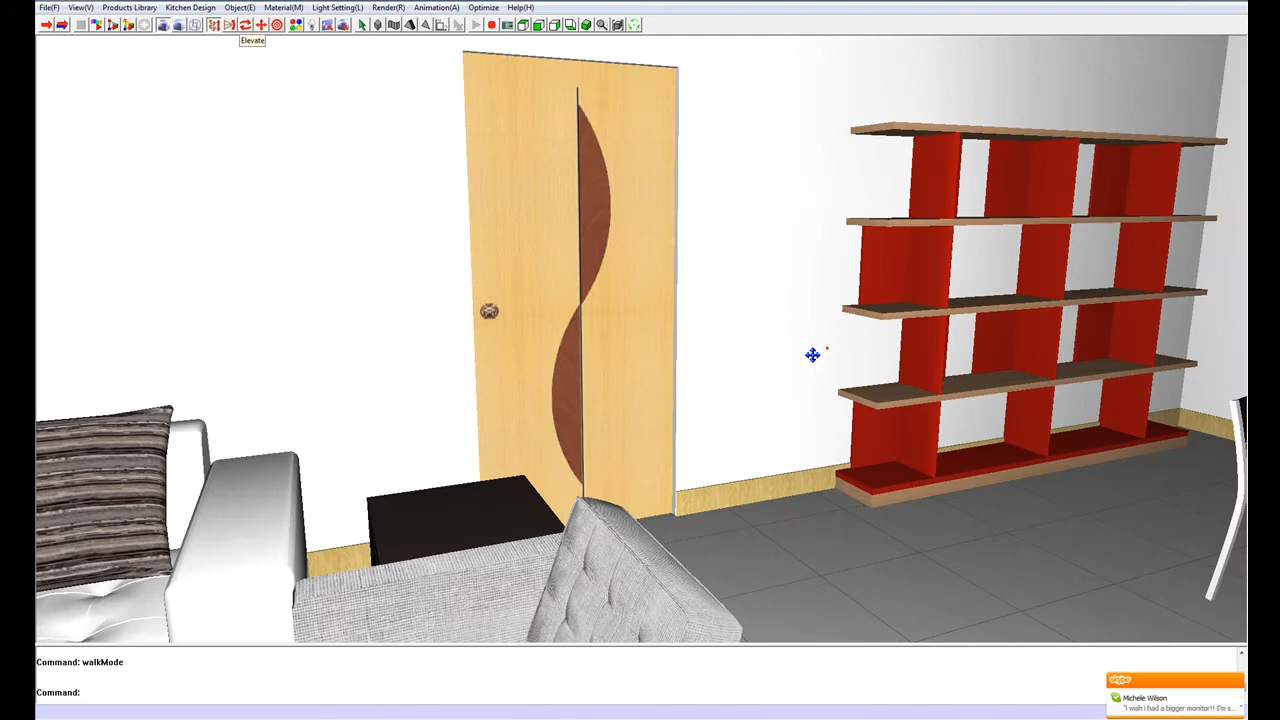 File(F) View(V) Products Library Kitchen Design Object(E) Material(M) Light Setting(L) Render(R) Animation(A) Optimize Help(H)
Elevate
Command: walkMode
Command:
skype
Michele Wilson
"I wish i had a bigger monitor!! I'm s...